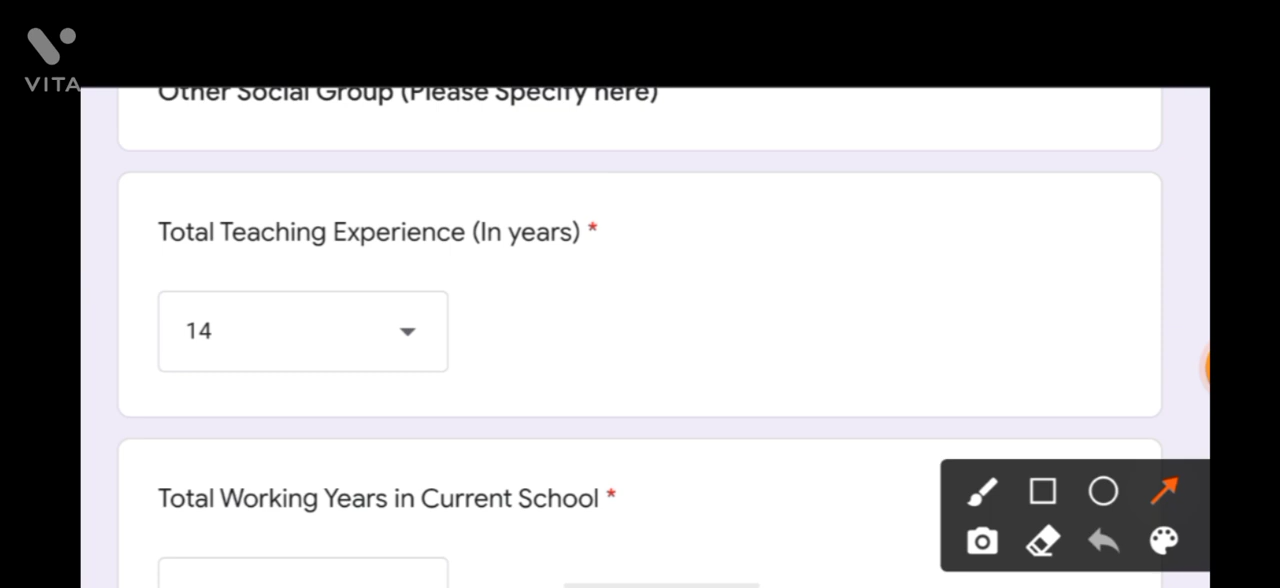 VITA
Other Social Group (Please Specify here)
Total Teaching Experience (In years) *
14
Total Working Years in Current School *